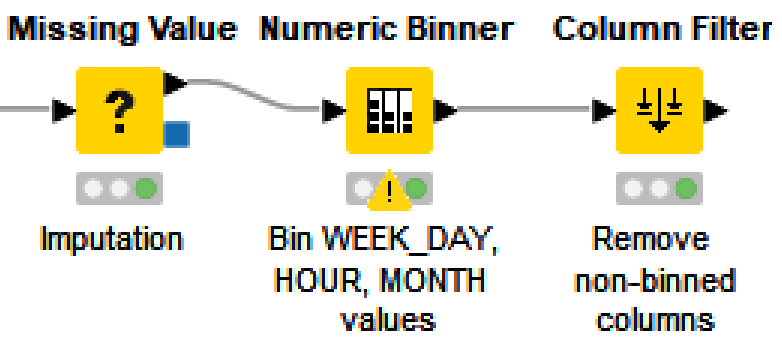 Missing Value Numeric Binner Column Filter
?
!
Imputation
Bin WEEK_DAY,
HOUR, MONTH
values
Remove
non-binned
columns